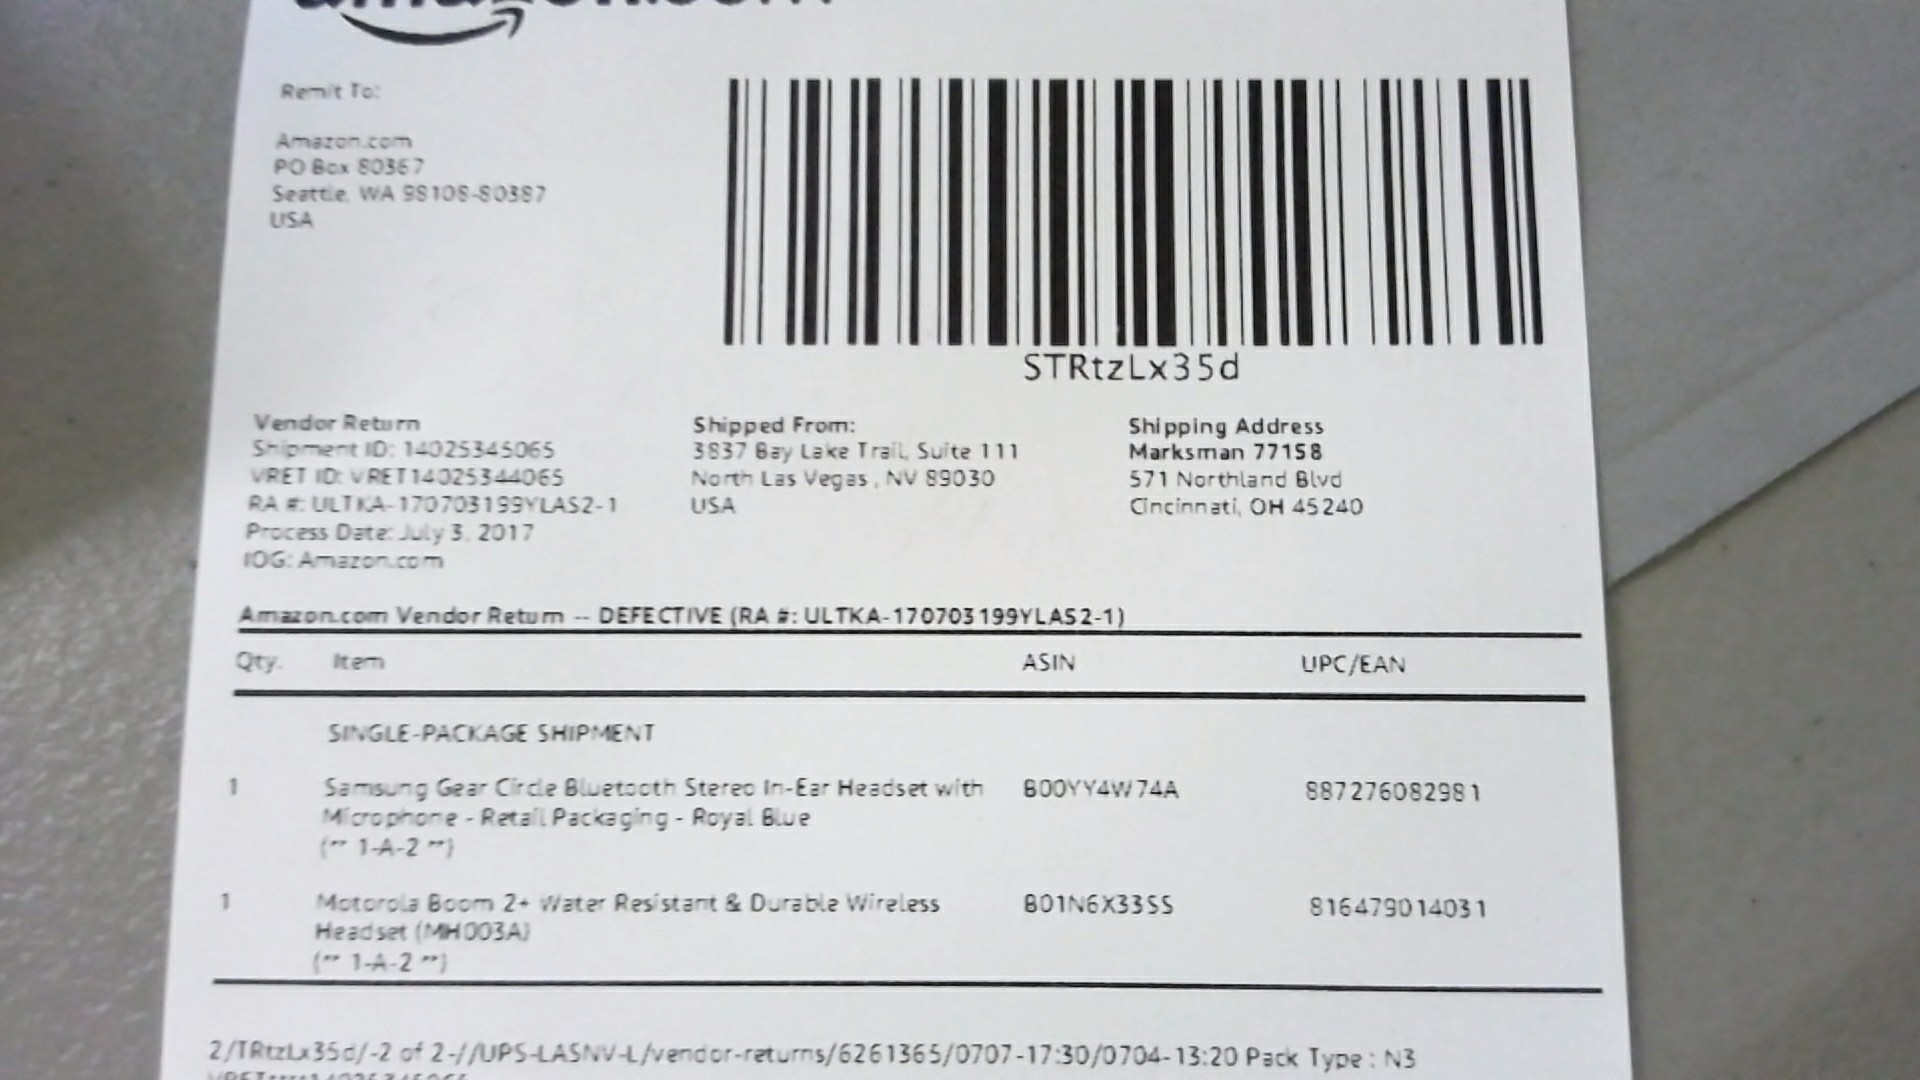 amazon.com
Remit To:
Amazon.com
PO Box 80367
Seattle, WA 98108-80387
USA
STRtzLx35d
Vendor Return
Shipment ID: 14025345065
VRET ID: VRET14025344065
RA #: ULTKA-170703199YLAS2-1
Process Date: July 3, 2017
IOG: Amazon.com
Shipped From:
3837 Bay Lake Trail, Suite 111
North Las Vegas , NV 89030
USA
Shipping Address
Marksman 77158
571 Northland Blvd
Cincinnati, OH 45240
Amazon.com Vendor Return -- DEFECTIVE (RA #: ULTKA-170703199YLAS2-1)
Qty. Item ASIN UPC/EAN
SINGLE-PACKAGE SHIPMENT
1 Samsung Gear Circle Bluetooth Stereo In-Ear Headset with B00YY4W74A 887276082981
Microphone - Retail Packaging - Royal Blue
(** 1-A-2 **)
1 Motorola Boom 2+ Water Resistant & Durable Wireless B01N6X33SS 816479014031
Headset (MH003A)
(** 1-A-2 **)
2/TRtzLx35d/-2 of 2-//UPS-LASNV-L/vendor-returns/6261365/0707-17:30/0704-13:20 Pack Type : N3